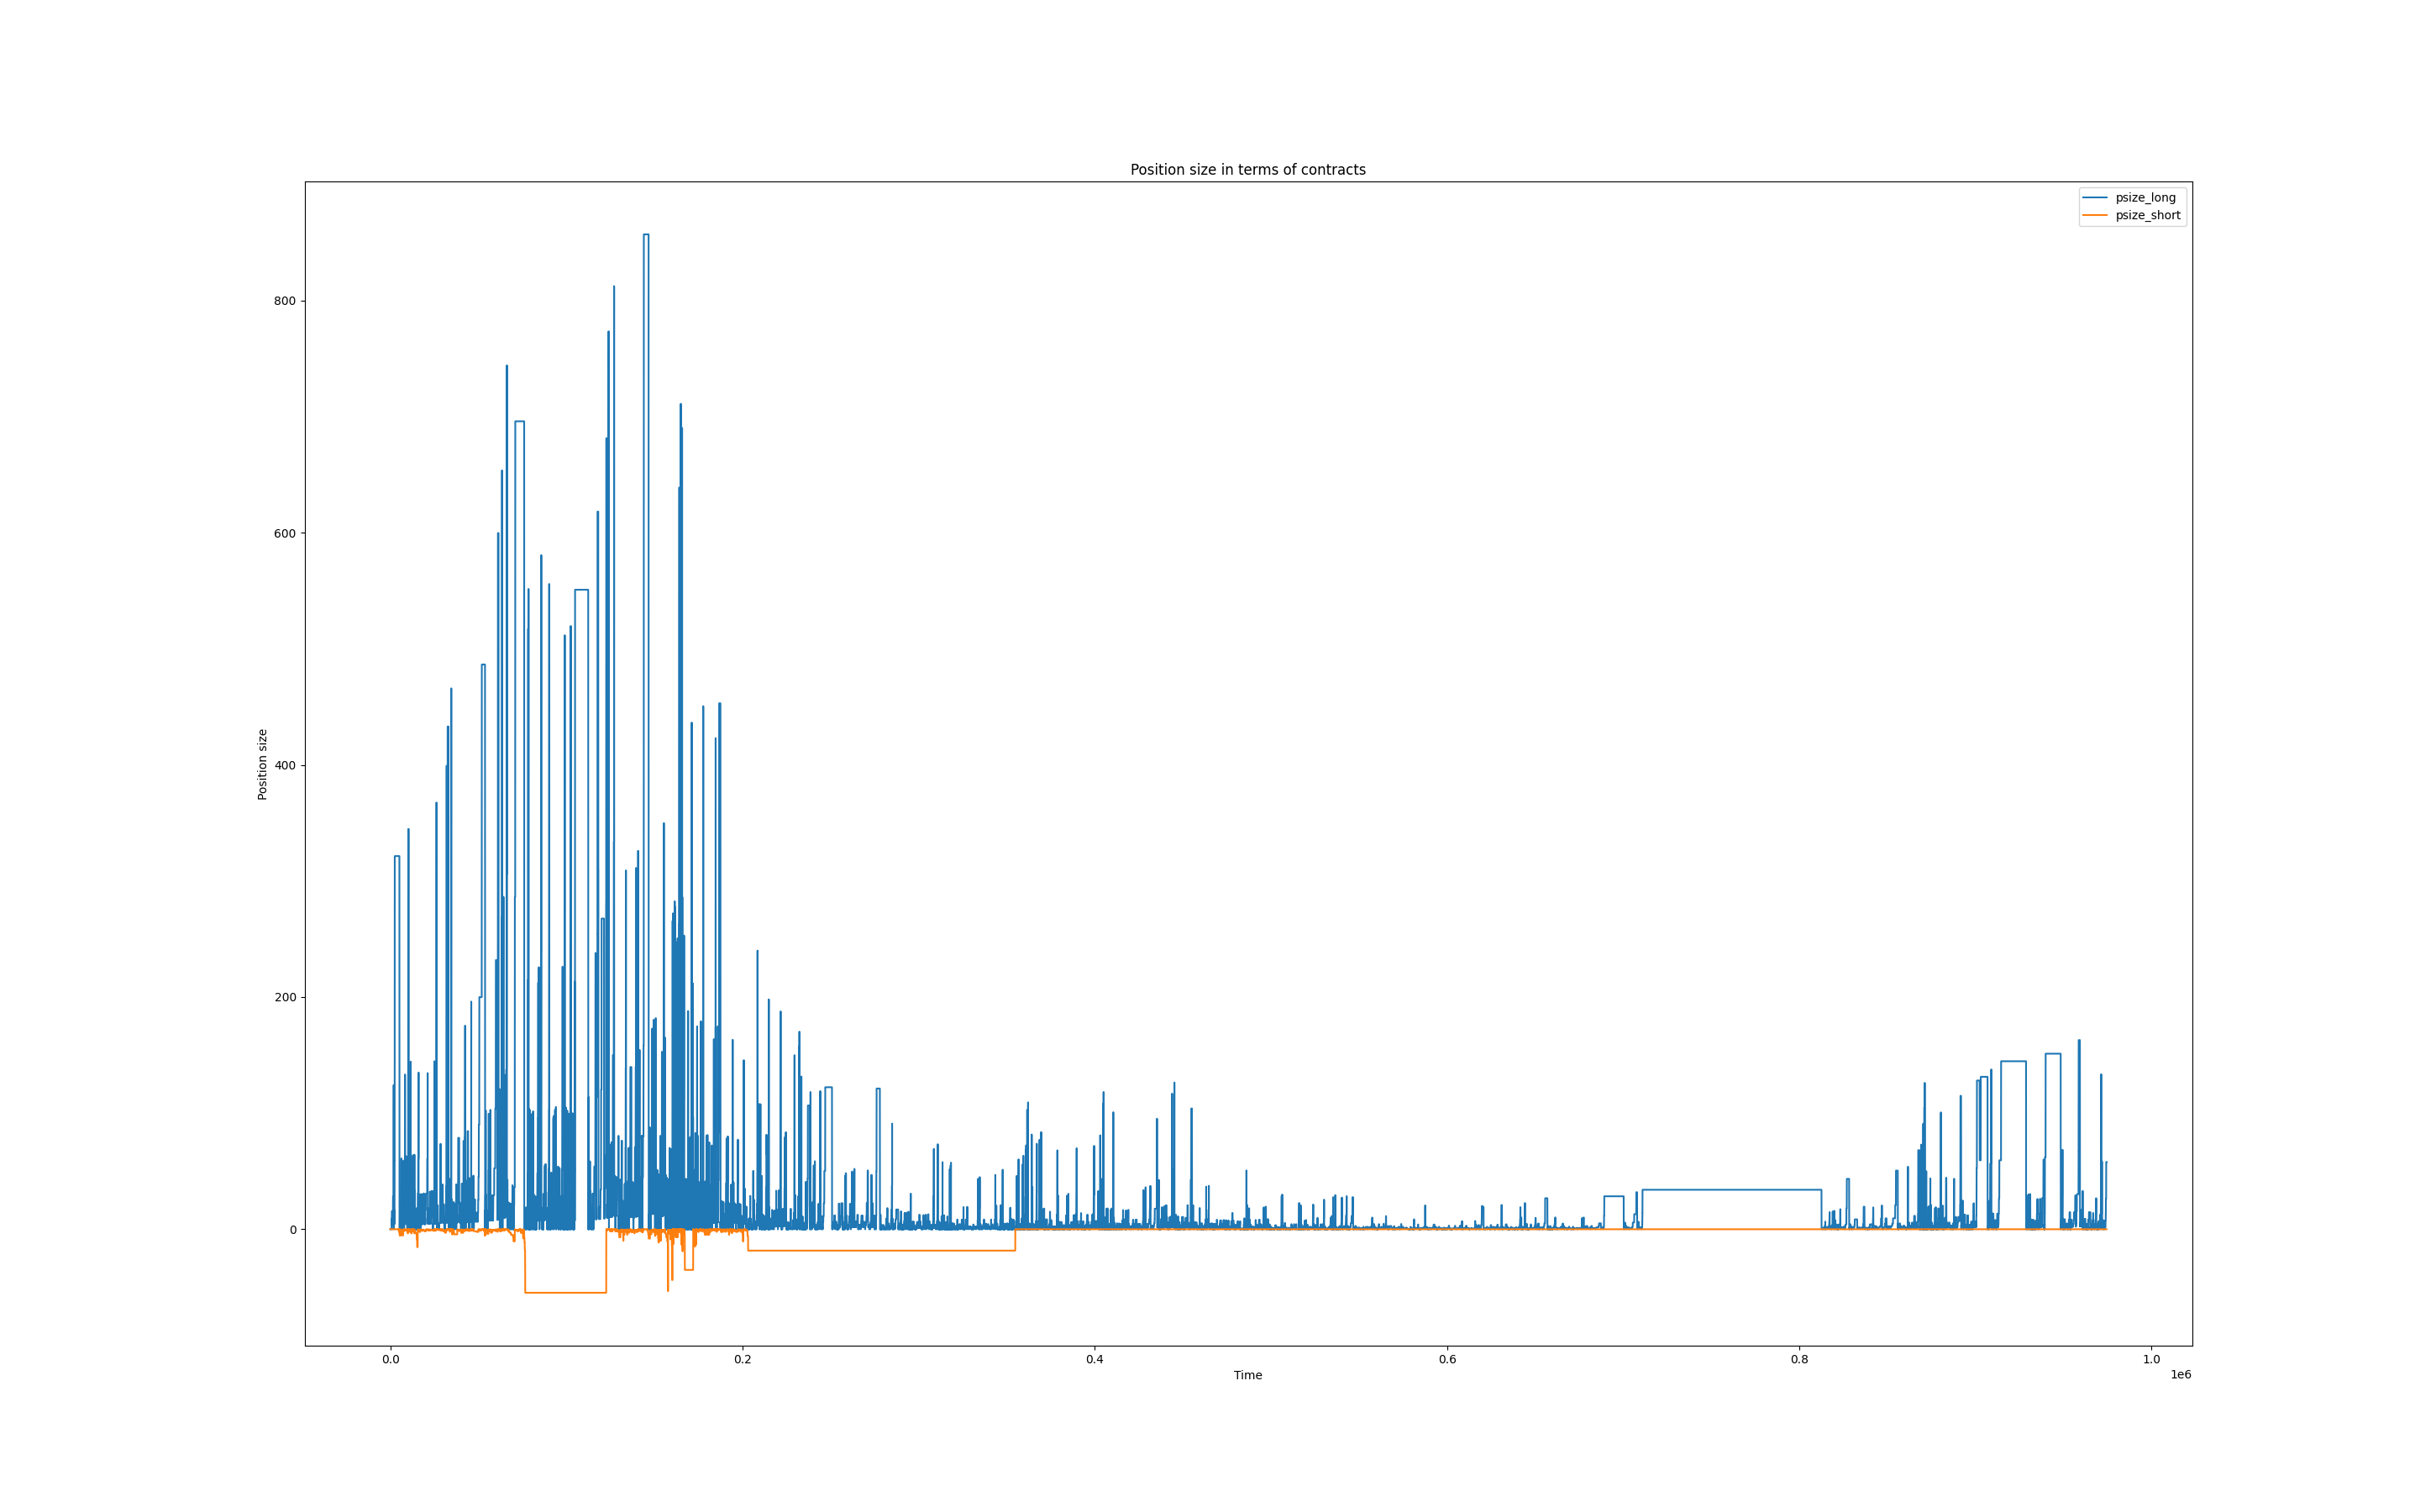 Position size in terms of contracts
psize_long
psize_short
Position size
800
600
400
200
0
0.0 0.2 0.4 0.6 0.8 1.0
Time
1e6